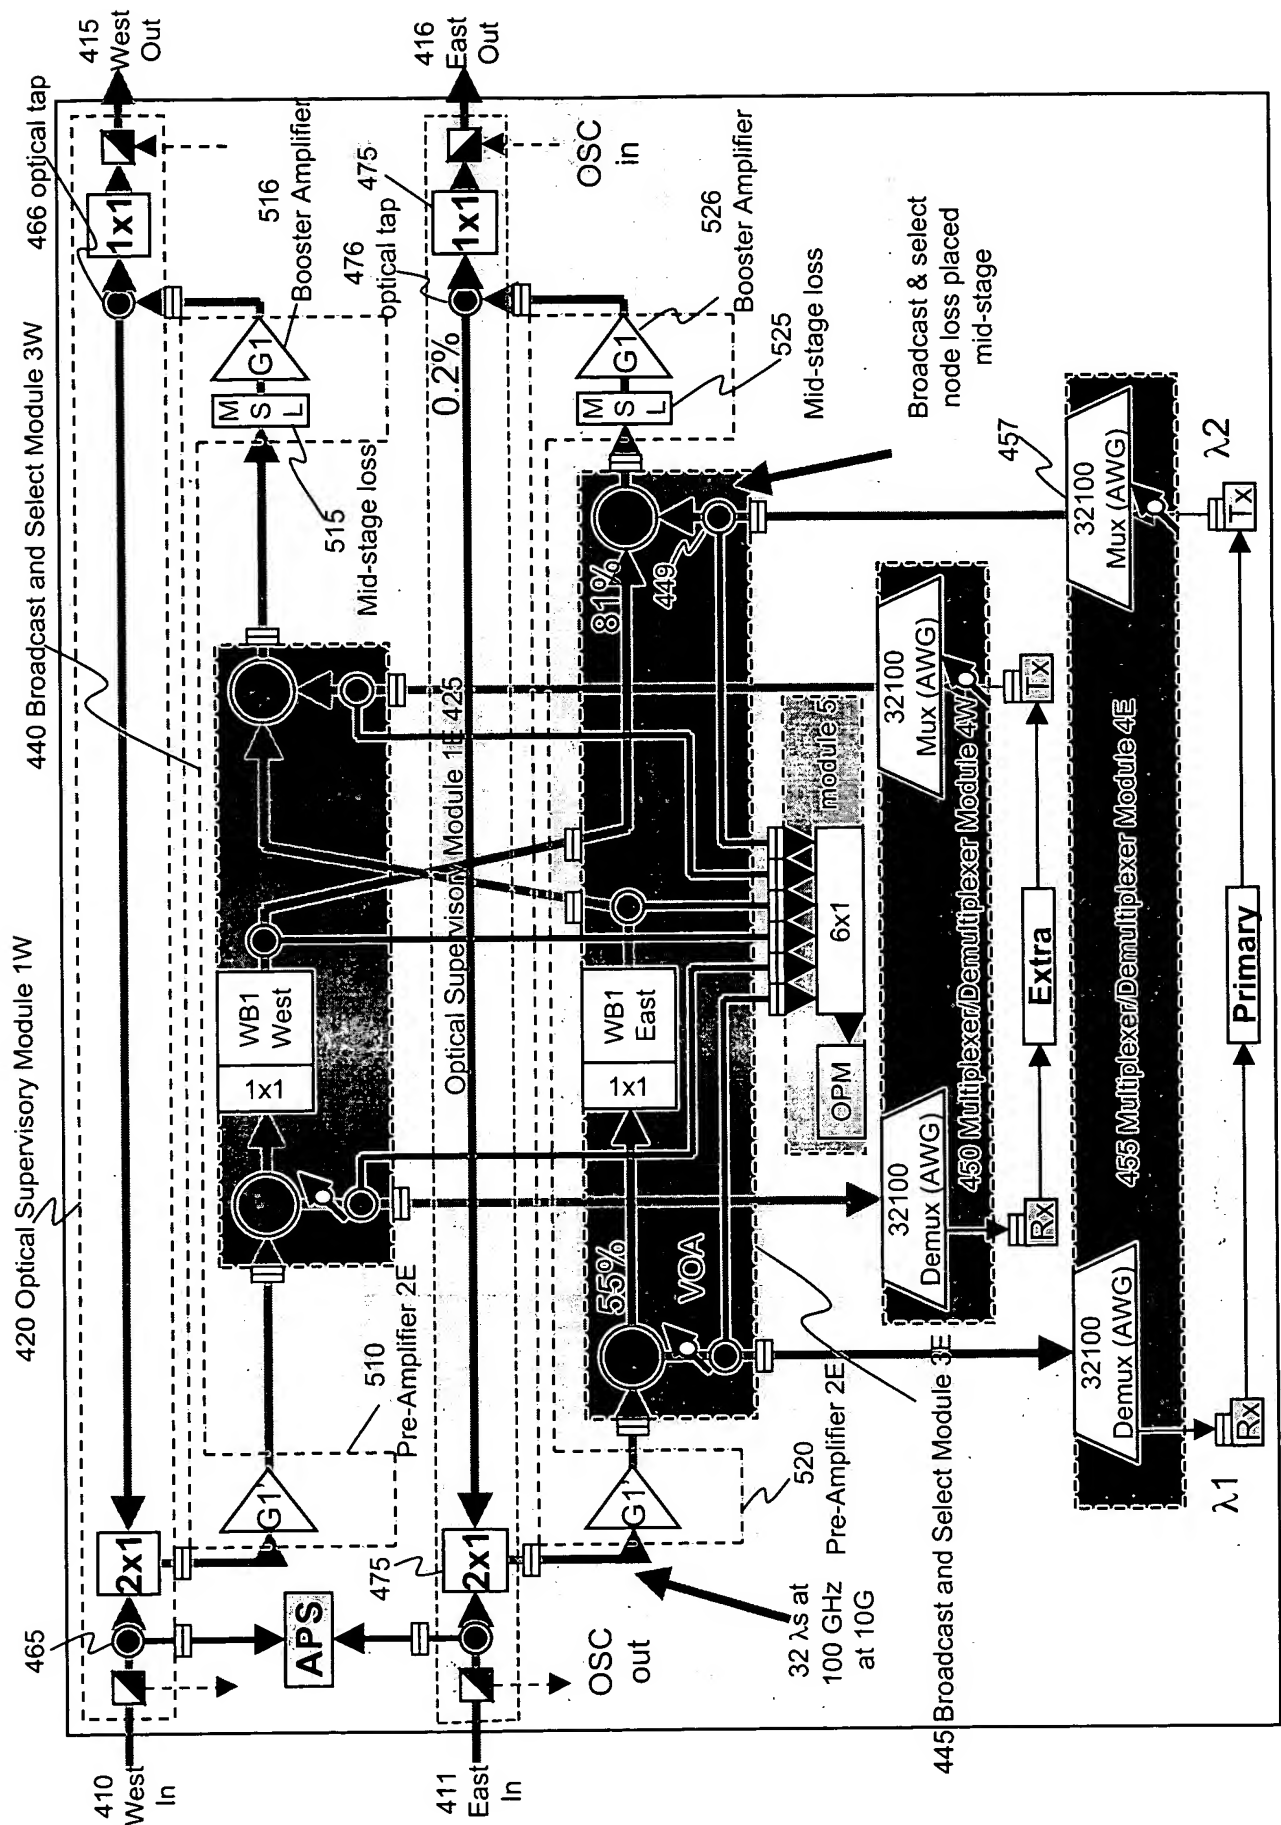 415
West
Out
466 optical tap
440 Broadcast and Select Module 3W
420 Optical Supervisory Module 1W
1x1
2x1
465
410
West
In
516
Booster Amplifier
G1
M
S
L
515
Mid-stage loss
WB1
West
1x1
510
Pre-Amplifier 2E
G1'
APS
416
East
Out
OSC
in
475
1x1
476
optical tap
0.2%
Optical Supervisory Module 1E 425
475
2x1
411
East
In
OSC
out
526
Booster Amplifier
G1
M
S
L
525
Mid-stage loss
Broadcast & select
node loss placed
mid-stage
81%
449
WB1
East
1x1
55%
VOA
G1'
520
Pre-Amplifier 2E
32 λs at
100 GHz
at 10G
445 Broadcast and Select Module 3E
module 5
6x1
OPM
32100
Mux (AWG)
450 Multiplexer/Demultiplexer Module 4W
32100
Demux (AWG)
Tx
Extra
Rx
457
32100
Mux (AWG)
455 Multiplexer/Demultiplexer Module 4E
32100
Demux (AWG)
λ2
Tx
Primary
Rx
λ1